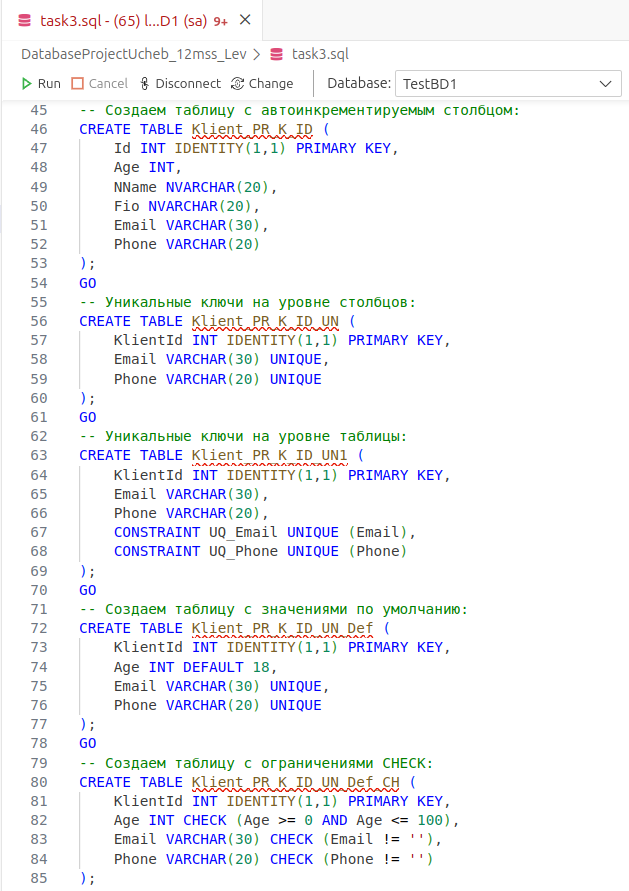 task3.sql - (65) l...D1 (sa) 9+
DatabaseProjectUcheb_12mss_Lev > task3.sql
Run Cancel Disconnect Change Database: TestBD1
45 -- Создаем таблицу с автоинкрементируемым столбцом:
46 CREATE TABLE Klient_PR_K_ID (
47 Id INT IDENTITY(1,1) PRIMARY KEY,
48 Age INT,
49 NName NVARCHAR(20),
50 Fio NVARCHAR(20),
51 Email VARCHAR(30),
52 Phone VARCHAR(20)
53 );
54 GO
55 -- Уникальные ключи на уровне столбцов:
56 CREATE TABLE Klient_PR_K_ID_UN (
57 KlientId INT IDENTITY(1,1) PRIMARY KEY,
58 Email VARCHAR(30) UNIQUE,
59 Phone VARCHAR(20) UNIQUE
60 );
61 GO
62 -- Уникальные ключи на уровне таблицы:
63 CREATE TABLE Klient_PR_K_ID_UN1 (
64 KlientId INT IDENTITY(1,1) PRIMARY KEY,
65 Email VARCHAR(30),
66 Phone VARCHAR(20),
67 CONSTRAINT UQ_Email UNIQUE (Email),
68 CONSTRAINT UQ_Phone UNIQUE (Phone)
69 );
70 GO
71 -- Создаем таблицу с значениями по умолчанию:
72 CREATE TABLE Klient_PR_K_ID_UN_Def (
73 KlientId INT IDENTITY(1,1) PRIMARY KEY,
74 Age INT DEFAULT 18,
75 Email VARCHAR(30) UNIQUE,
76 Phone VARCHAR(20) UNIQUE
77 );
78 GO
79 -- Создаем таблицу с ограничениями CHECK:
80 CREATE TABLE Klient_PR_K_ID_UN_Def_CH (
81 KlientId INT IDENTITY(1,1) PRIMARY KEY,
82 Age INT CHECK (Age >= 0 AND Age <= 100),
83 Email VARCHAR(30) CHECK (Email != ''),
84 Phone VARCHAR(20) CHECK (Phone != '')
85 );